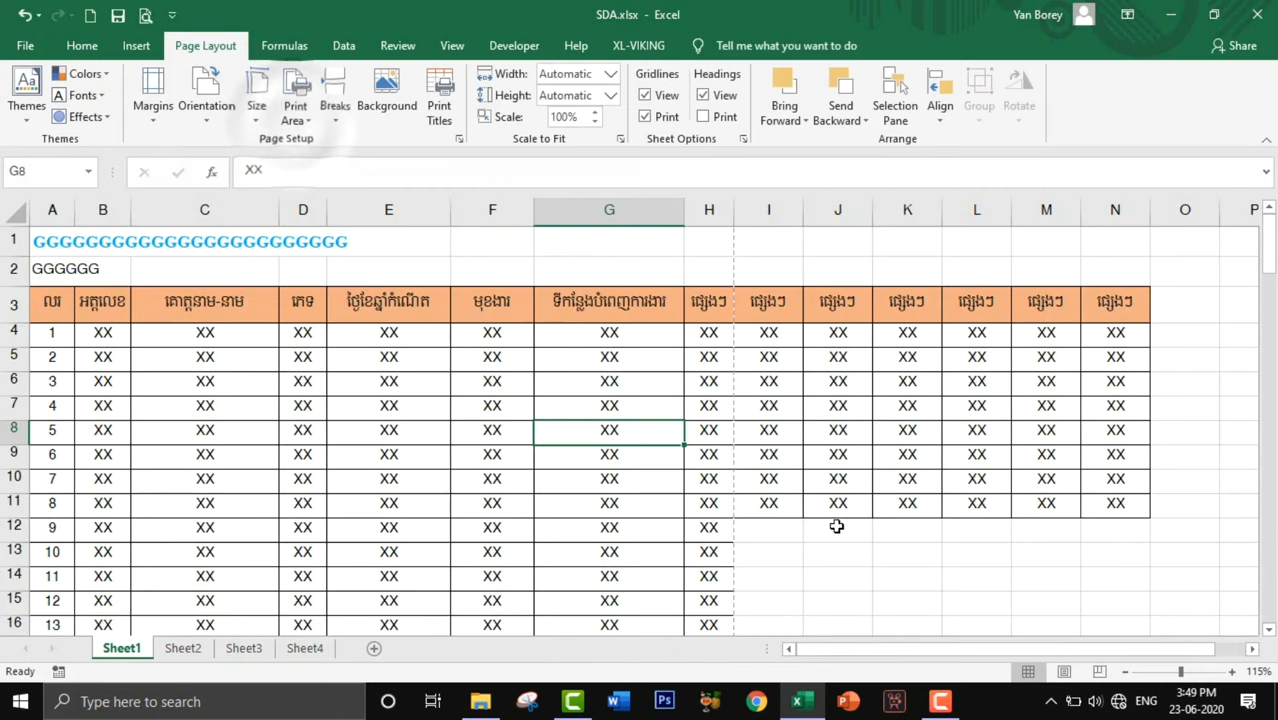 SDA.xlsx - Excel
Yan Borey
File Home Insert Page Layout Formulas Data Review View Developer Help XL-VIKING Tell me what you want to do Share
Themes Colors Fonts Effects Margins Orientation Size Print Area Breaks Background Print Titles Width: Automatic Height: Automatic Scale: 100% Gridlines View Print Headings View Print Bring Forward Send Backward Selection Pane Align Group Rotate
Themes Page Setup Scale to Fit Sheet Options Arrange
G8 fx XX
A B C D E F G H I J K L M N O P
1 GGGGGGGGGGGGGGGGGGGGGGGG
2 GGGGGG
3 លរ អត្តលេខ គោត្តនាម-នាម ភេទ ថ្ងៃខែឆ្នាំកំណើត មុខងារ ទីកន្លែងបំពេញការងារ ផ្សេងៗ ផ្សេងៗ ផ្សេងៗ ផ្សេងៗ ផ្សេងៗ ផ្សេងៗ ផ្សេងៗ
4 1 XX XX XX XX XX XX XX XX XX XX XX XX XX
5 2 XX XX XX XX XX XX XX XX XX XX XX XX XX
6 3 XX XX XX XX XX XX XX XX XX XX XX XX XX
7 4 XX XX XX XX XX XX XX XX XX XX XX XX XX
8 5 XX XX XX XX XX XX XX XX XX XX XX XX XX
9 6 XX XX XX XX XX XX XX XX XX XX XX XX XX
10 7 XX XX XX XX XX XX XX XX XX XX XX XX XX
11 8 XX XX XX XX XX XX XX XX XX XX XX XX XX
12 9 XX XX XX XX XX XX XX
13 10 XX XX XX XX XX XX XX
14 11 XX XX XX XX XX XX XX
15 12 XX XX XX XX XX XX XX
16 13 XX XX XX XX XX XX XX
Sheet1 Sheet2 Sheet3 Sheet4
Ready 115%
Type here to search ENG 3:49 PM
23-06-2020